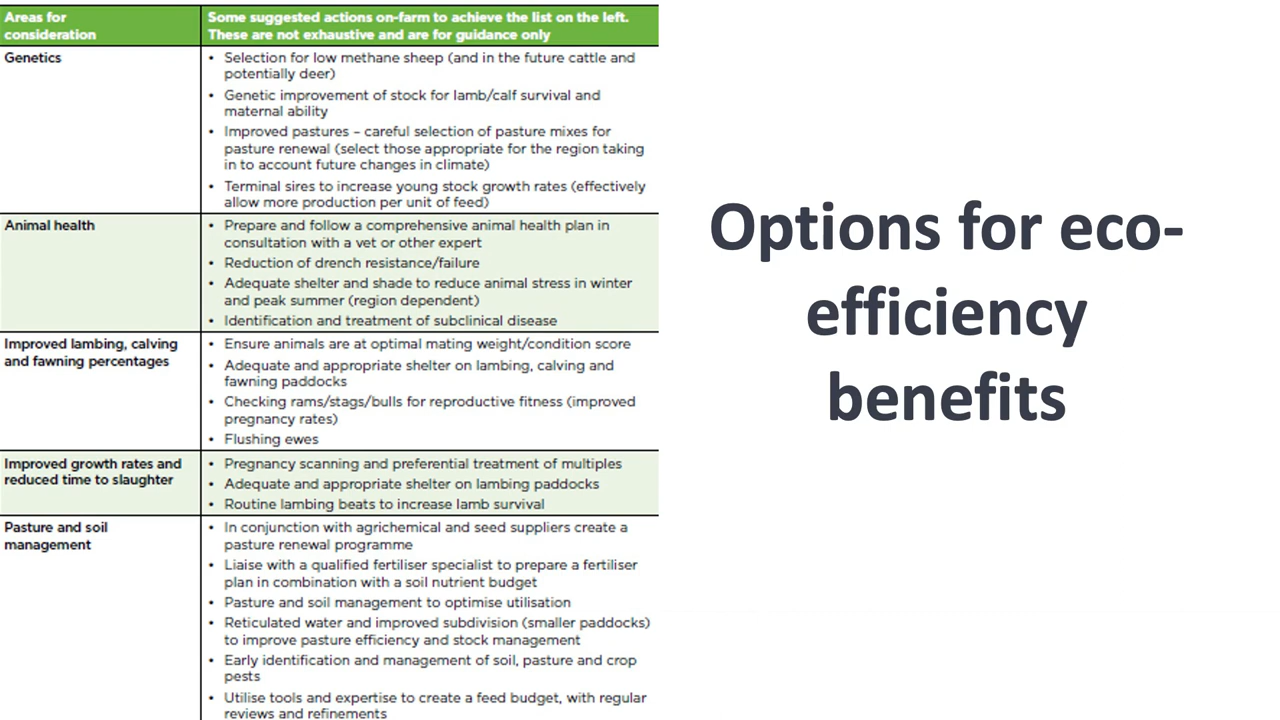 Areas for
consideration
Some suggested actions on-farm to achieve the list on the left.
These are not exhaustive and are for guidance only
Genetics
• Selection for low methane sheep (and in the future cattle and
potentially deer)
• Genetic improvement of stock for lamb/calf survival and
maternal ability
• Improved pastures – careful selection of pasture mixes for
pasture renewal (select those appropriate for the region taking
in to account future changes in climate)
• Terminal sires to increase young stock growth rates (effectively
allow more production per unit of feed)
Animal health
• Prepare and follow a comprehensive animal health plan in
consultation with a vet or other expert
• Reduction of drench resistance/failure
• Adequate shelter and shade to reduce animal stress in winter
and peak summer (region dependent)
• Identification and treatment of subclinical disease
Improved lambing, calving
and fawning percentages
• Ensure animals are at optimal mating weight/condition score
• Adequate and appropriate shelter on lambing, calving and
fawning paddocks
• Checking rams/stags/bulls for reproductive fitness (improved
pregnancy rates)
• Flushing ewes
Improved growth rates and
reduced time to slaughter
• Pregnancy scanning and preferential treatment of multiples
• Adequate and appropriate shelter on lambing paddocks
• Routine lambing beats to increase lamb survival
Pasture and soil
management
• In conjunction with agrichemical and seed suppliers create a
pasture renewal programme
• Liaise with a qualified fertiliser specialist to prepare a fertiliser
plan in combination with a soil nutrient budget
• Pasture and soil management to optimise utilisation
• Reticulated water and improved subdivision (smaller paddocks)
to improve pasture efficiency and stock management
• Early identification and management of soil, pasture and crop
pests
• Utilise tools and expertise to create a feed budget, with regular
reviews and refinements
Options for eco-
efficiency
benefits